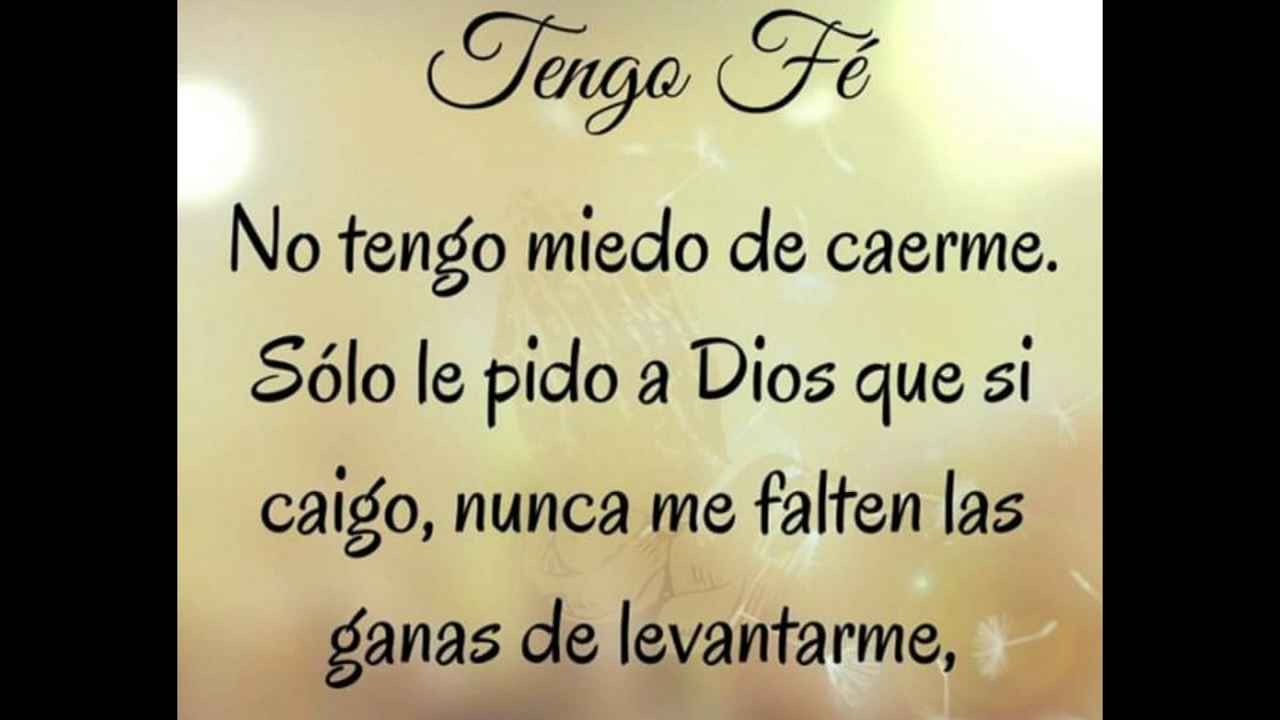 Tengo Fé
No tengo miedo de caerme.
Sólo le pido a Dios que si
caigo, nunca me falten las
ganas de levantarme,